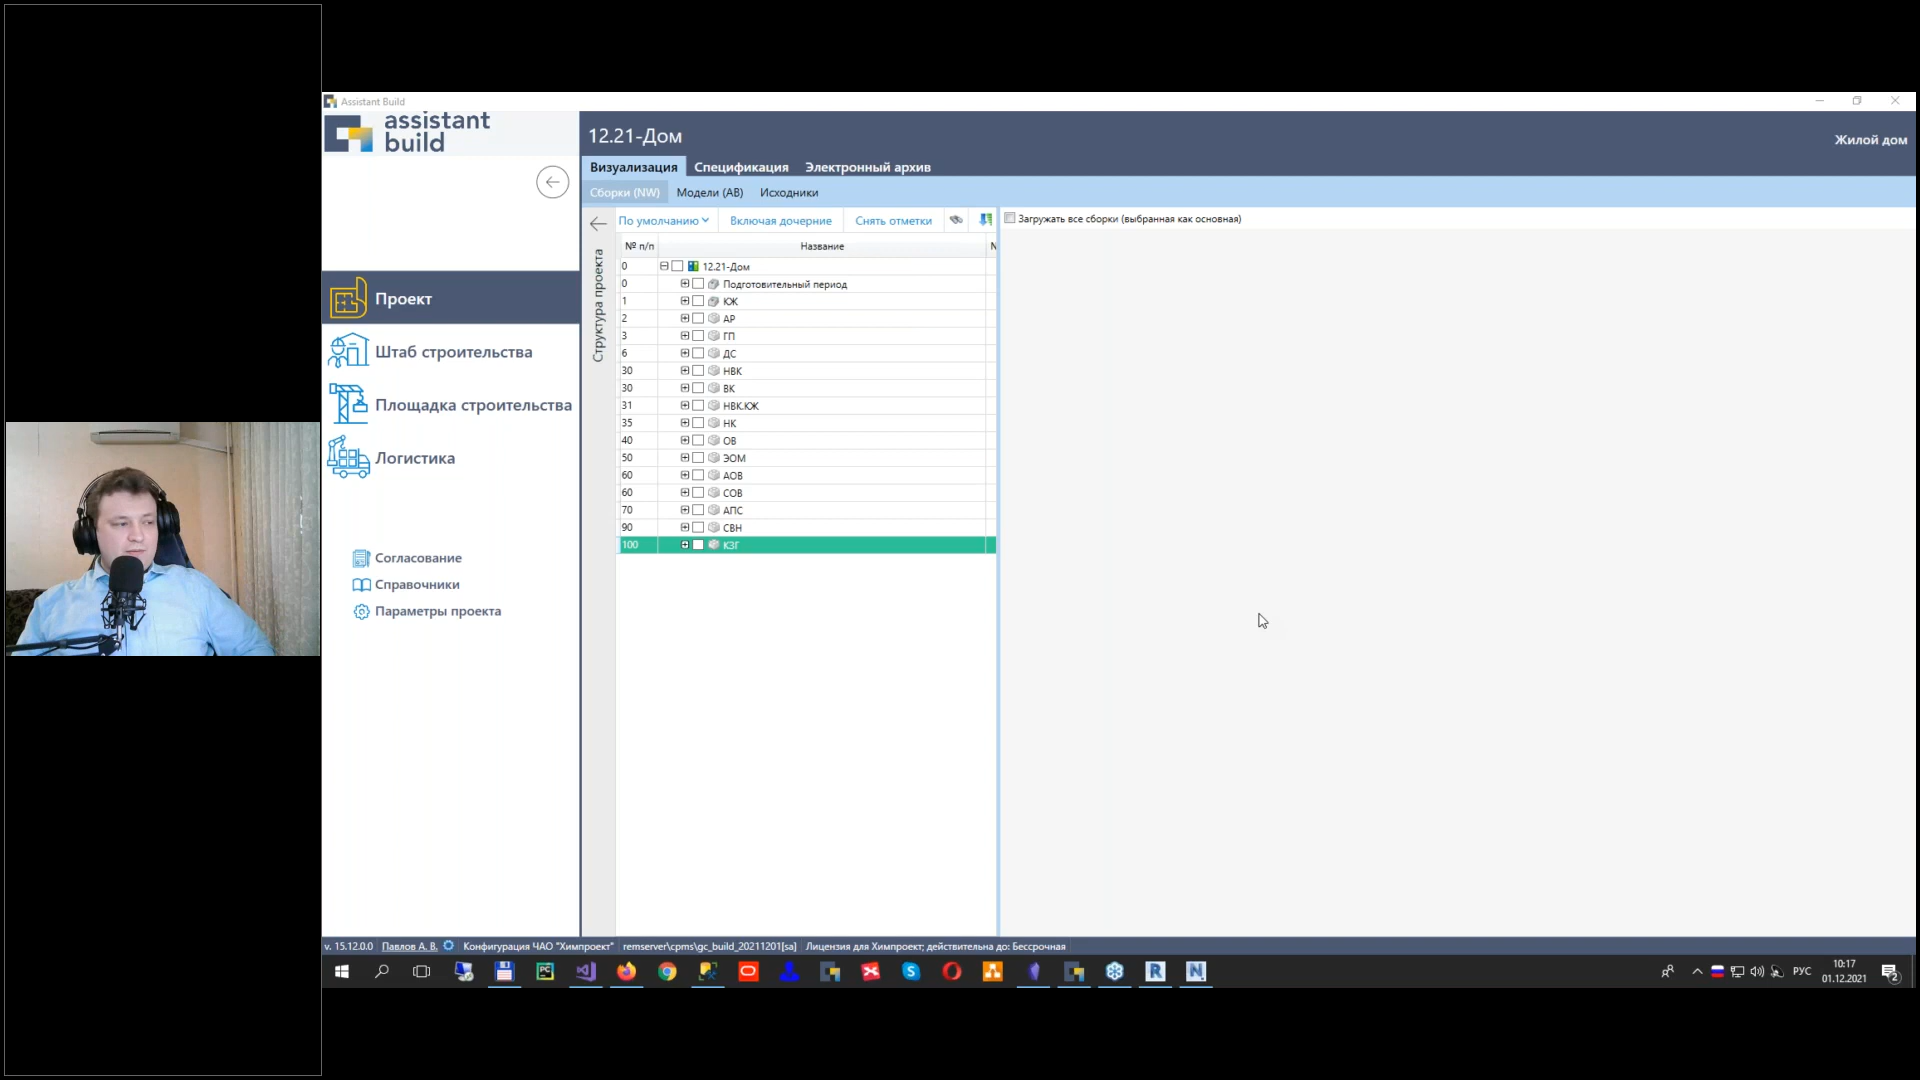 Assistant Build
assistant
build
12.21-Дом
Жилой дом
Визуализация Спецификация Электронный архив
Сборки (NW) Модели (AB) Исходники
По умолчанию Включая дочерние Снять отметки
Загружать все сборки (выбранная как основная)
Структура проекта
№ п/п Название N
0 12.21-Дом
0 Подготовительный период
1 КЖ
2 АР
3 ГП
6 ДС
30 НВК
30 ВК
31 НВК.КЖ
35 НК
40 ОВ
50 ЭОМ
60 АОВ
60 СОВ
70 АПС
90 СВН
100 КЗГ
Проект
Штаб строительства
Площадка строительства
Логистика
Согласование
Справочники
Параметры проекта
v. 15.12.0.0 Павлов А. В. Конфигурация ЧАО "Химпроект" remserver\cpms\gc_build_20211201[sa] Лицензия для Химпроект; действительна до: Бессрочная
PC
S
R
N
РУС
10:17
01.12.2021
2